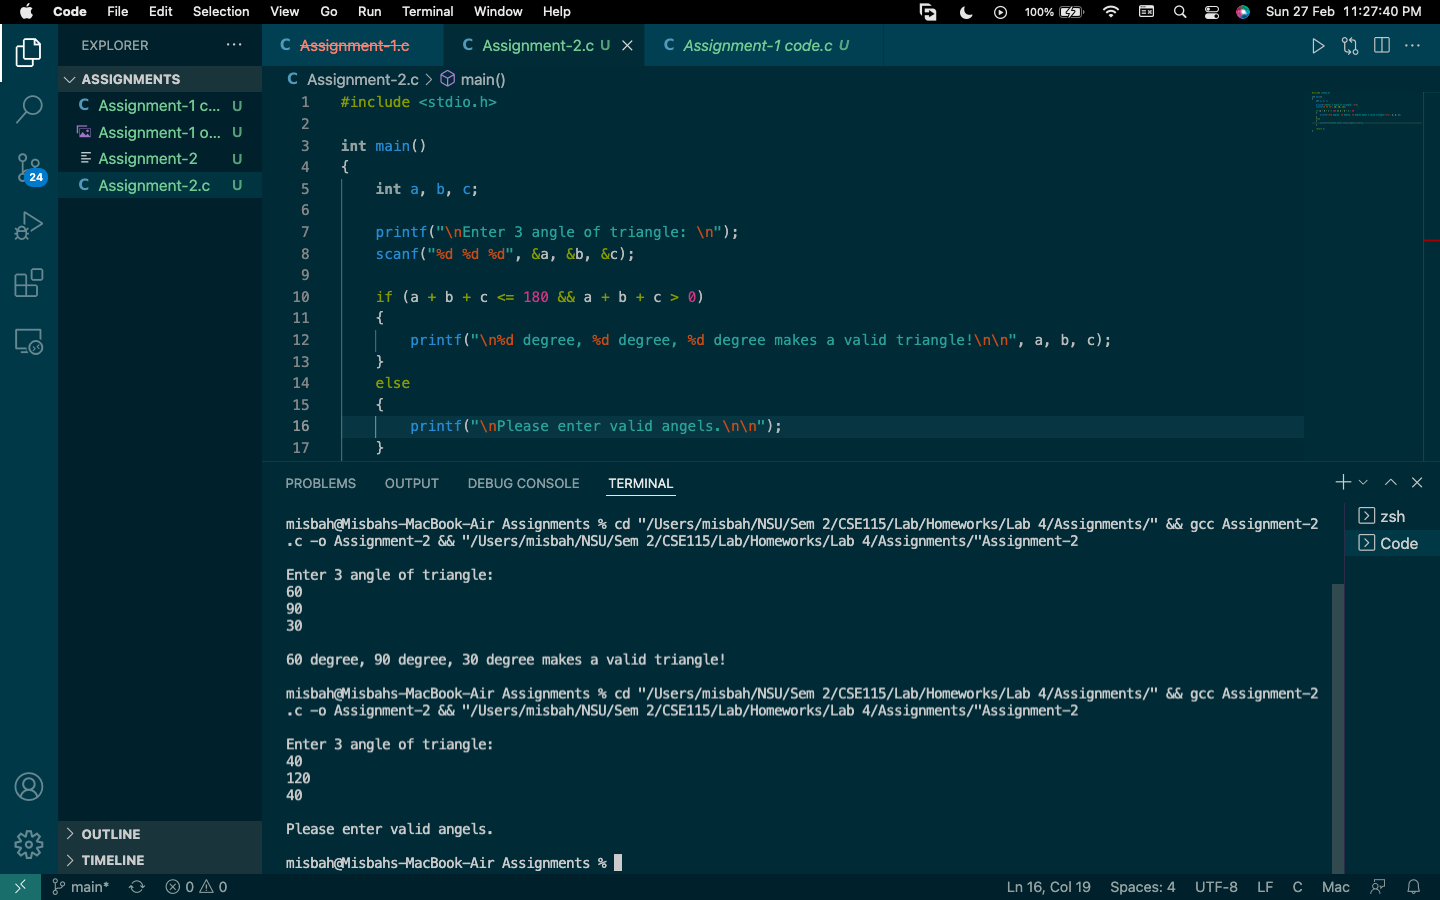 Code File Edit Selection View Go Run Terminal Window Help 100% Sun 27 Feb 11:27:40 PM
EXPLORER
Assignment-1.c
Assignment-2.c U
Assignment-1 code.c U
ASSIGNMENTS
Assignment-1 c... U
Assignment-1 o... U
Assignment-2 U
Assignment-2.c U
24
OUTLINE
TIMELINE
Assignment-2.c > main()
1 #include <stdio.h>
2
3 int main()
4 {
5 int a, b, c;
6
7 printf("\nEnter 3 angle of triangle: \n");
8 scanf("%d %d %d", &a, &b, &c);
9
10 if (a + b + c <= 180 && a + b + c > 0)
11 {
12 printf("\n%d degree, %d degree, %d degree makes a valid triangle!\n\n", a, b, c);
13 }
14 else
15 {
16 printf("\nPlease enter valid angels.\n\n");
17 }
PROBLEMS OUTPUT DEBUG CONSOLE TERMINAL
misbah@Misbahs-MacBook-Air Assignments % cd "/Users/misbah/NSU/Sem 2/CSE115/Lab/Homeworks/Lab 4/Assignments/" && gcc Assignment-2
.c -o Assignment-2 && "/Users/misbah/NSU/Sem 2/CSE115/Lab/Homeworks/Lab 4/Assignments/"Assignment-2
Enter 3 angle of triangle:
60
90
30
60 degree, 90 degree, 30 degree makes a valid triangle!
misbah@Misbahs-MacBook-Air Assignments % cd "/Users/misbah/NSU/Sem 2/CSE115/Lab/Homeworks/Lab 4/Assignments/" && gcc Assignment-2
.c -o Assignment-2 && "/Users/misbah/NSU/Sem 2/CSE115/Lab/Homeworks/Lab 4/Assignments/"Assignment-2
Enter 3 angle of triangle:
40
120
40
Please enter valid angels.
misbah@Misbahs-MacBook-Air Assignments %
zsh
Code
main* 0 0 Ln 16, Col 19 Spaces: 4 UTF-8 LF C Mac